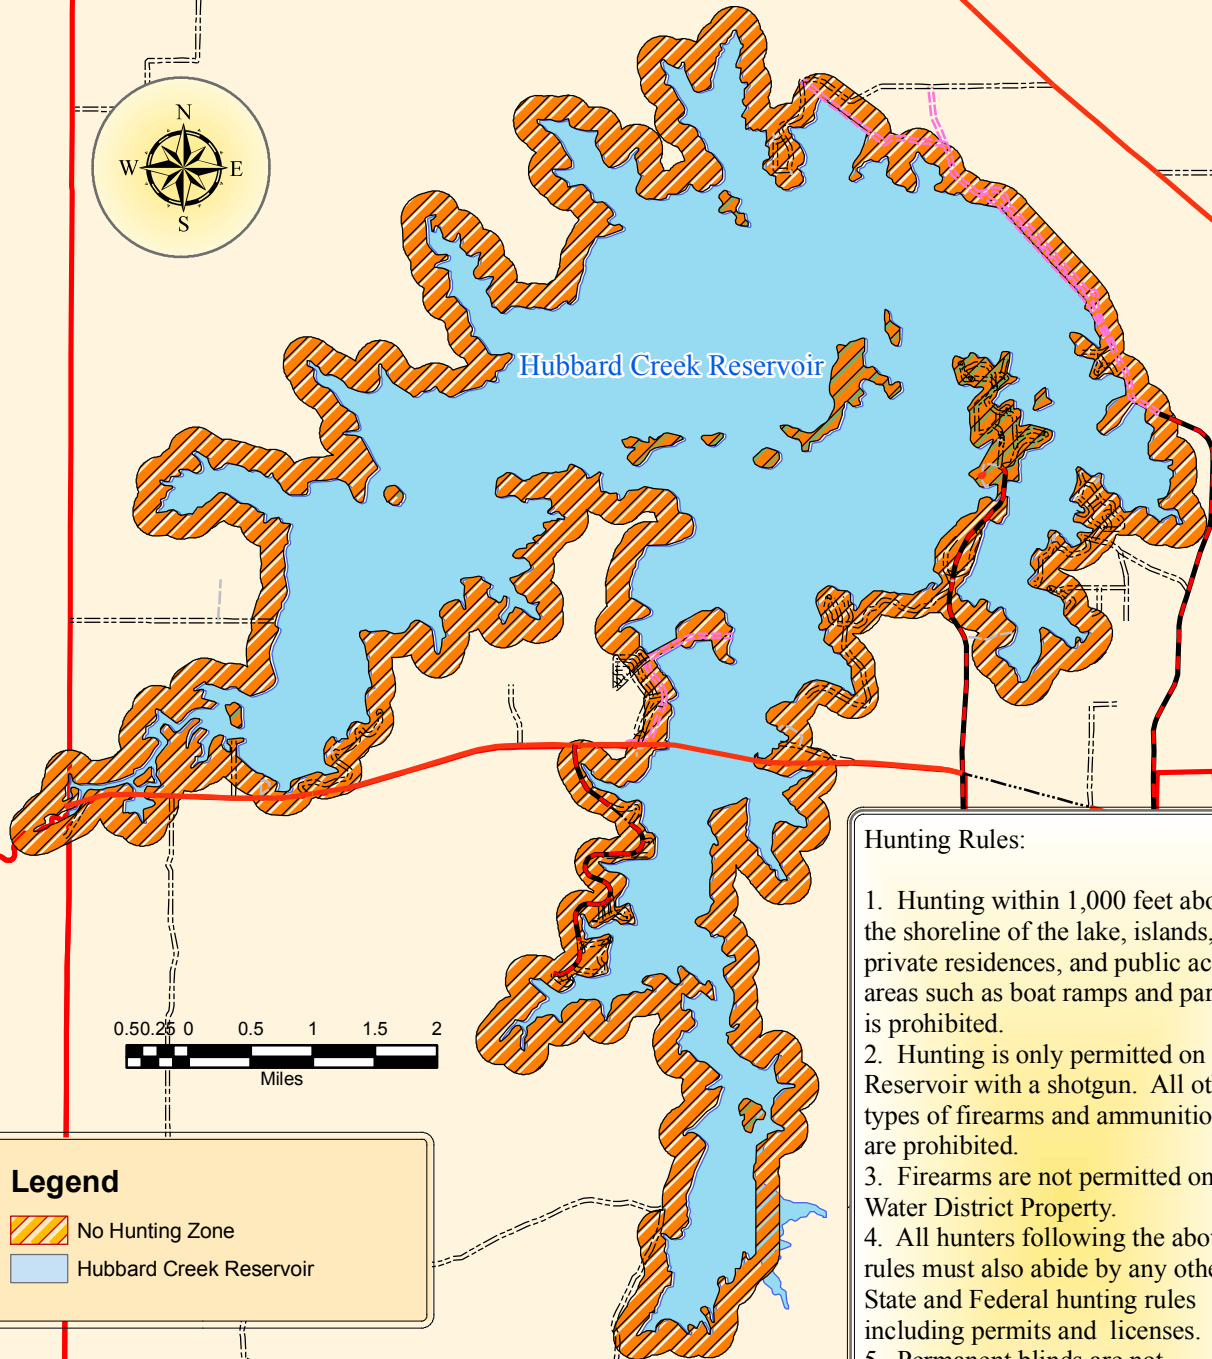 N
W E
S
Hubbard Creek Reservoir
0.5 0.25 0 0.5 1 1.5 2
Miles
Legend
No Hunting Zone
Hubbard Creek Reservoir
Hunting Rules:
1. Hunting within 1,000 feet abo
the shoreline of the lake, islands,
private residences, and public ac
areas such as boat ramps and par
is prohibited.
2. Hunting is only permitted on
Reservoir with a shotgun. All ot
types of firearms and ammunitio
are prohibited.
3. Firearms are not permitted on
Water District Property.
4. All hunters following the abo
rules must also abide by any othe
State and Federal hunting rules
including permits and licenses.
5. Permanent blinds are not